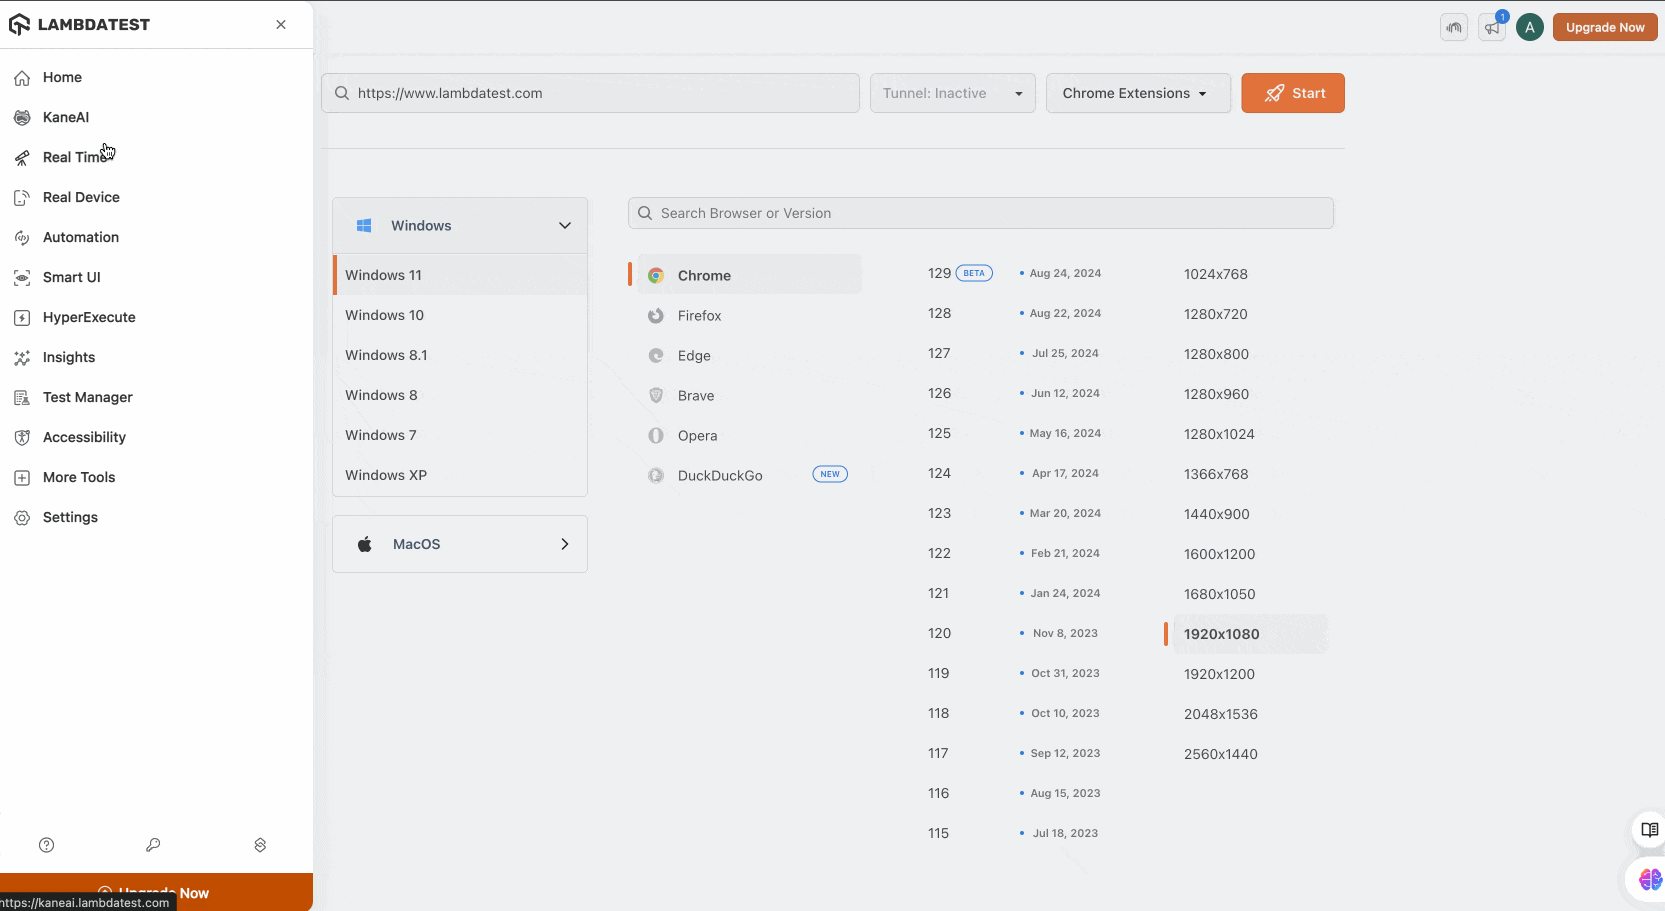 LAMBDATEST
Home
KaneAI
Real Time
Real Device
Automation
Smart UI
HyperExecute
Insights
Test Manager
Accessibility
More Tools
Settings
Upgrade Now
https://kaneai.lambdatest.com
1
A
Upgrade Now
https://www.lambdatest.com
Tunnel: Inactive
Chrome Extensions
Start
Windows
Windows 11
Windows 10
Windows 8.1
Windows 8
Windows 7
Windows XP
MacOS
Search Browser or Version
Chrome
Firefox
Edge
Brave
Opera
DuckDuckGo NEW
129 BETA Aug 24, 2024
128 Aug 22, 2024
127 Jul 25, 2024
126 Jun 12, 2024
125 May 16, 2024
124 Apr 17, 2024
123 Mar 20, 2024
122 Feb 21, 2024
121 Jan 24, 2024
120 Nov 8, 2023
119 Oct 31, 2023
118 Oct 10, 2023
117 Sep 12, 2023
116 Aug 15, 2023
115 Jul 18, 2023
1024x768
1280x720
1280x800
1280x960
1280x1024
1366x768
1440x900
1600x1200
1680x1050
1920x1080
1920x1200
2048x1536
2560x1440